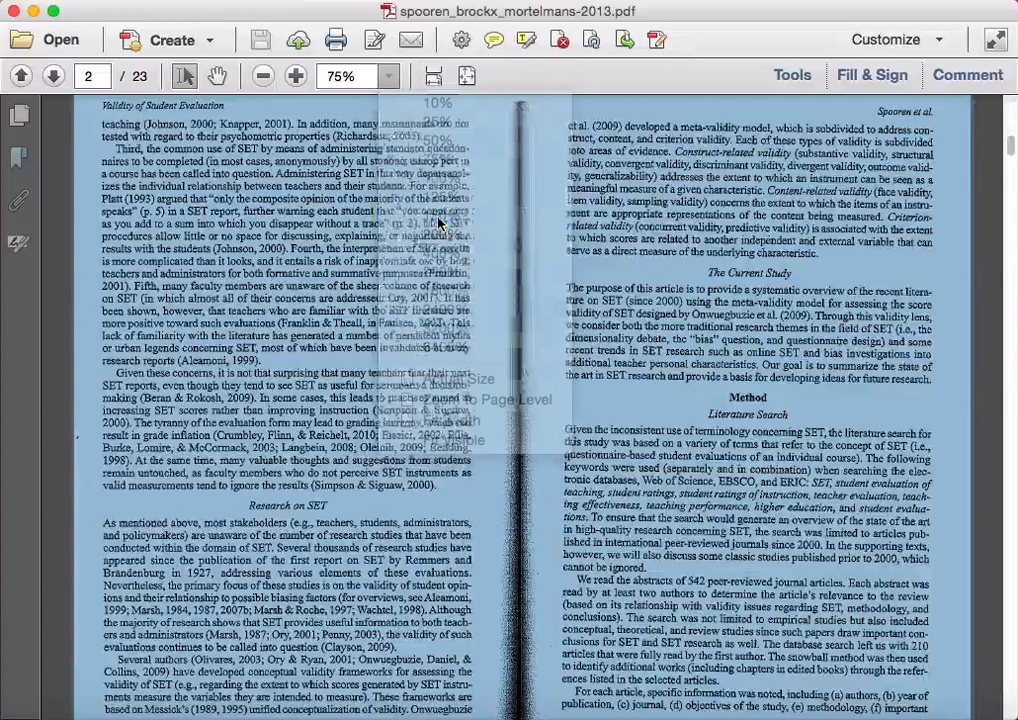 spooren_brockx_mortelmans-2013.pdf
Open
Create
Customize
2 / 23
75%
Tools
Fill & Sign
Comment
Validity of Student Evaluation
teaching (Johnson, 2000; Knapper, 2001). In addition, many
tested with regard to their psychometric properties
Third, the common use of SET by means of administering
naires to be completed (in most cases, anonymously) by all
a course has been called into question. Administering SET in this way
izes the individual relationship between teachers and their
Platt (1993) argued that “only the composite opinion of the majority of the students
speaks” (p. 5) in a SET report, further warning each student that
as you add to a sum into which you disappear without a trace”
procedures allow little or no space for discussing, explaining, or
results with the students (Johnson, 2000). Fourth, the
is more complicated than it looks, and it entails a risk of
teachers and administrators for both formative and summative
2001). Fifth, many faculty members are unaware of the sheer volume of research
on SET (in which almost all of their concerns are
been shown, however, that teachers who are familiar with the
more positive toward such evaluations (Franklin & Theall, in This
lack of familiarity with the literature has generated a number of
or urban legends concerning SET, most of which have been
research reports (Aleamoni, 1999).
Given these concerns, it is not that surprising that many teachers
SET reports, even though they tend to see SET as useful for
making (Beran & Rokosh, 2009). In some cases, this leads to
increasing SET scores rather than improving instruction
2000). The tyranny of the evaluation form may lead to grading
result in grade inflation (Crumbley, Flinn, & Reichelt, 2010;
Burke, Lomire, & McCormack, 2003; Langbein, 2008;
1998). At the same time, many valuable thoughts and suggestions from students
remain untouched, as faculty members who do not perceive SET instruments as
valid measurements tend to ignore the results (Simpson & Siguaw, 2000).
Research on SET
As mentioned above, most stakeholders (e.g., teachers, students, administrators,
and policymakers) are unaware of the number of research studies that have been
conducted within the domain of SET. Several thousands of research studies have
appeared since the publication of the first report on SET by Remmers and
Brandenburg in 1927, addressing various elements of these evaluations.
Nevertheless, the primary focus of these studies is on the validity of student opin-
ions and their relationship to possible biasing factors (for overviews, see Aleamoni,
1999; Marsh, 1984, 1987, 2007b; Marsh & Roche, 1997; Wachtel, 1998). Although
the majority of research shows that SET provides useful information to both teach-
ers and administrators (Marsh, 1987; Ory, 2001; Penny, 2003), the validity of such
evaluations continues to be called into question (Clayson, 2009).
Several authors (Olivares, 2003; Ory & Ryan, 2001; Onwuegbuzie, Daniel, &
Collins, 2009) have developed conceptual validity frameworks for assessing the
validity of SET (e.g., regarding the extent to which scores generated by SET instru-
ments measure the variables they are intended to measure). These frameworks are
based on Messick's (1989, 1995) unified conceptualization of validity. Onwuegbuzie
10%
Actual Size
Zoom to Page Level
Spooren et al.
et al. (2009) developed a meta-validity model, which is subdivided to address con-
struct, content, and criterion validity. Each of these types of validity is subdivided
into areas of evidence. Construct-related validity (substantive validity, structural
validity, convergent validity, discriminant validity, divergent validity, outcome valid-
ity, generalizability) addresses the extent to which an instrument can be seen as a
meaningful measure of a given characteristic. Content-related validity (face validity,
item validity, sampling validity) concerns the extent to which the items of an instru-
ment are appropriate representations of the content being measured. Criterion-
related validity (concurrent validity, predictive validity) is associated with the extent
to which scores are related to another independent and external variable that can
serve as a direct measure of the underlying characteristic.
The Current Study
The purpose of this article is to provide a systematic overview of the recent litera-
ture on SET (since 2000) using the meta-validity model for assessing the score
validity of SET designed by Onwuegbuzie et al. (2009). Through this validity lens,
we consider both the more traditional research themes in the field of SET (i.e., the
dimensionality debate, the “bias” question, and questionnaire design) and some
recent trends in SET research such as online SET and bias investigations into
additional teacher personal characteristics. Our goal is to summarize the state of
the art in SET research and provide a basis for developing ideas for future research.
Method
Literature Search
Given the inconsistent use of terminology concerning SET, the literature search for
this study was based on a variety of terms that refer to the concept of SET (i.e.,
questionnaire-based student evaluations of an individual course). The following
keywords were used (separately and in combination) when searching the elec-
tronic databases, Web of Science, EBSCO, and ERIC: SET, student evaluation of
teaching, student ratings, student ratings of instruction, teacher evaluation, teach-
ing effectiveness, teaching performance, higher education, and student evalua-
tions. To ensure that the search would generate an overview of the state of the art
in high-quality research concerning SET, the search was limited to articles pub-
lished in international peer-reviewed journals since 2000. In the supporting texts,
however, we will also discuss some classic studies published prior to 2000, which
cannot be ignored.
We read the abstracts of 542 peer-reviewed journal articles. Each abstract was
read by at least two authors to determine the article's relevance to the review
(based on its relationship with validity issues regarding SET, methodology, and
conclusions). The search was not limited to empirical studies but also included
conceptual, theoretical, and review studies since such papers draw important con-
clusions for SET and SET research as well. The database search left us with 210
articles that were fully read by the first author. The snowball method was then used
to identify additional works (including chapters in edited books) through the refer-
ences listed in the selected articles.
For each article, specific information was noted, including (a) authors, (b) year of
publication, (c) journal, (d) objectives of the study, (e) methodology, (f) important